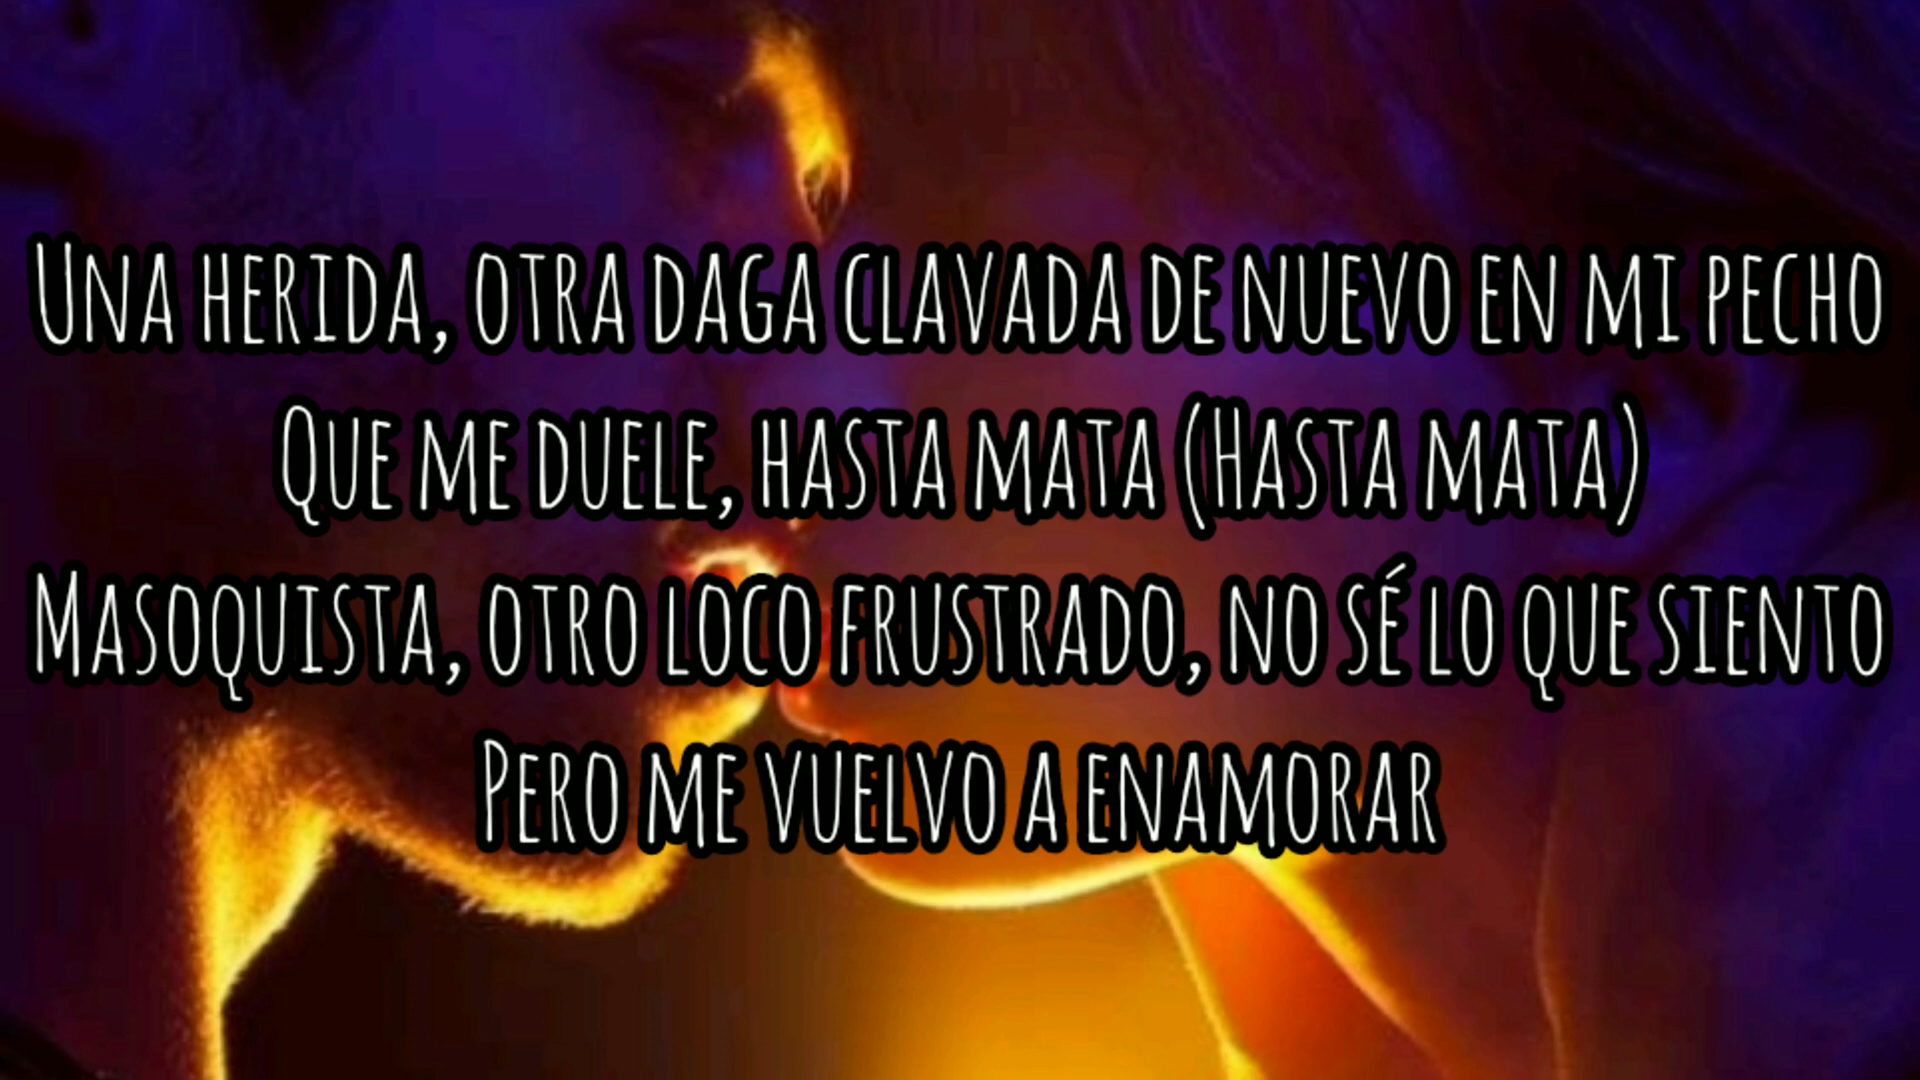 Una herida, otra daga clavada de nuevo en mi pecho
Que me duele, hasta mata (Hasta mata)
Masoquista, otro loco frustrado, no sé lo que siento
Pero me vuelvo a enamorar